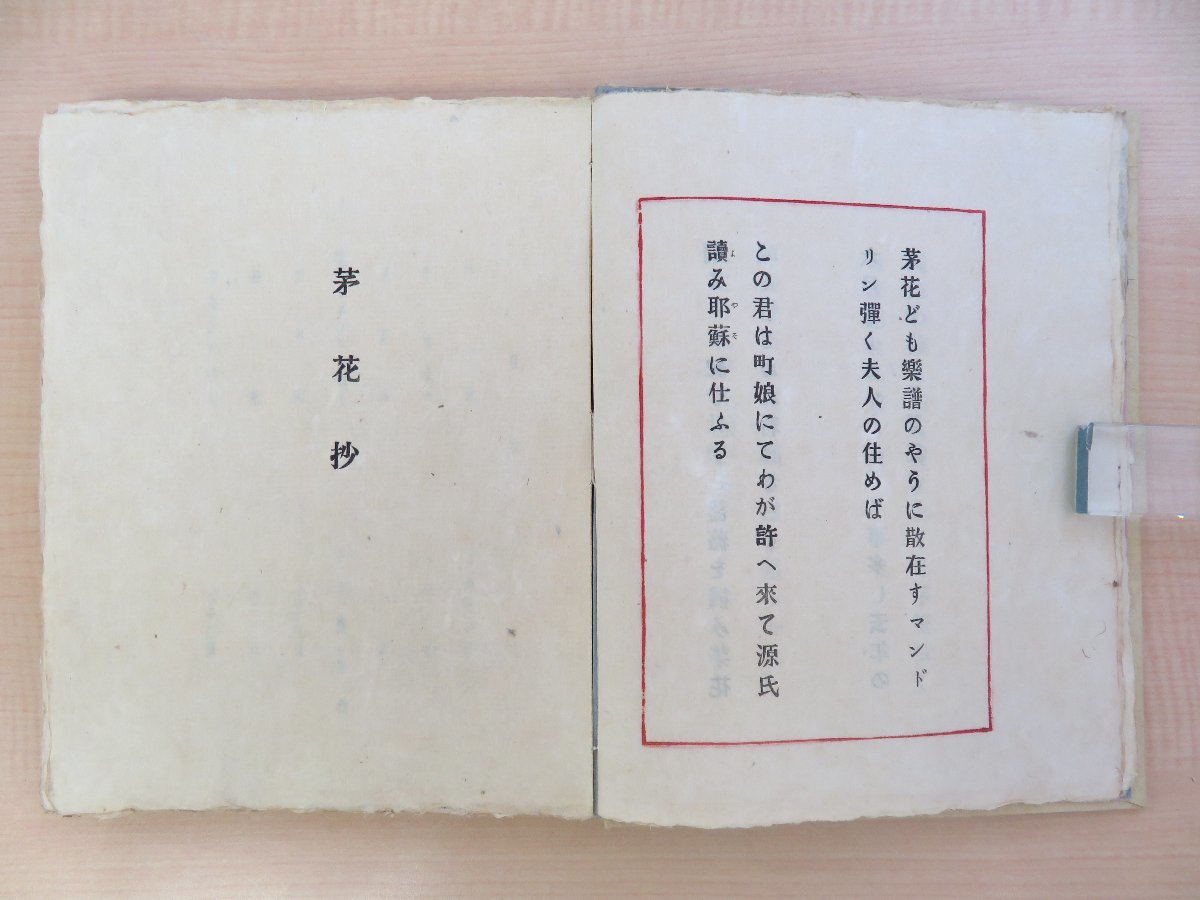 茅花ども樂譜のやうに散在すマンド
リン彈く夫人の住めば
この君は町娘にてわが許へ來て源氏
讀み耶蘇に仕ふる
茅花抄